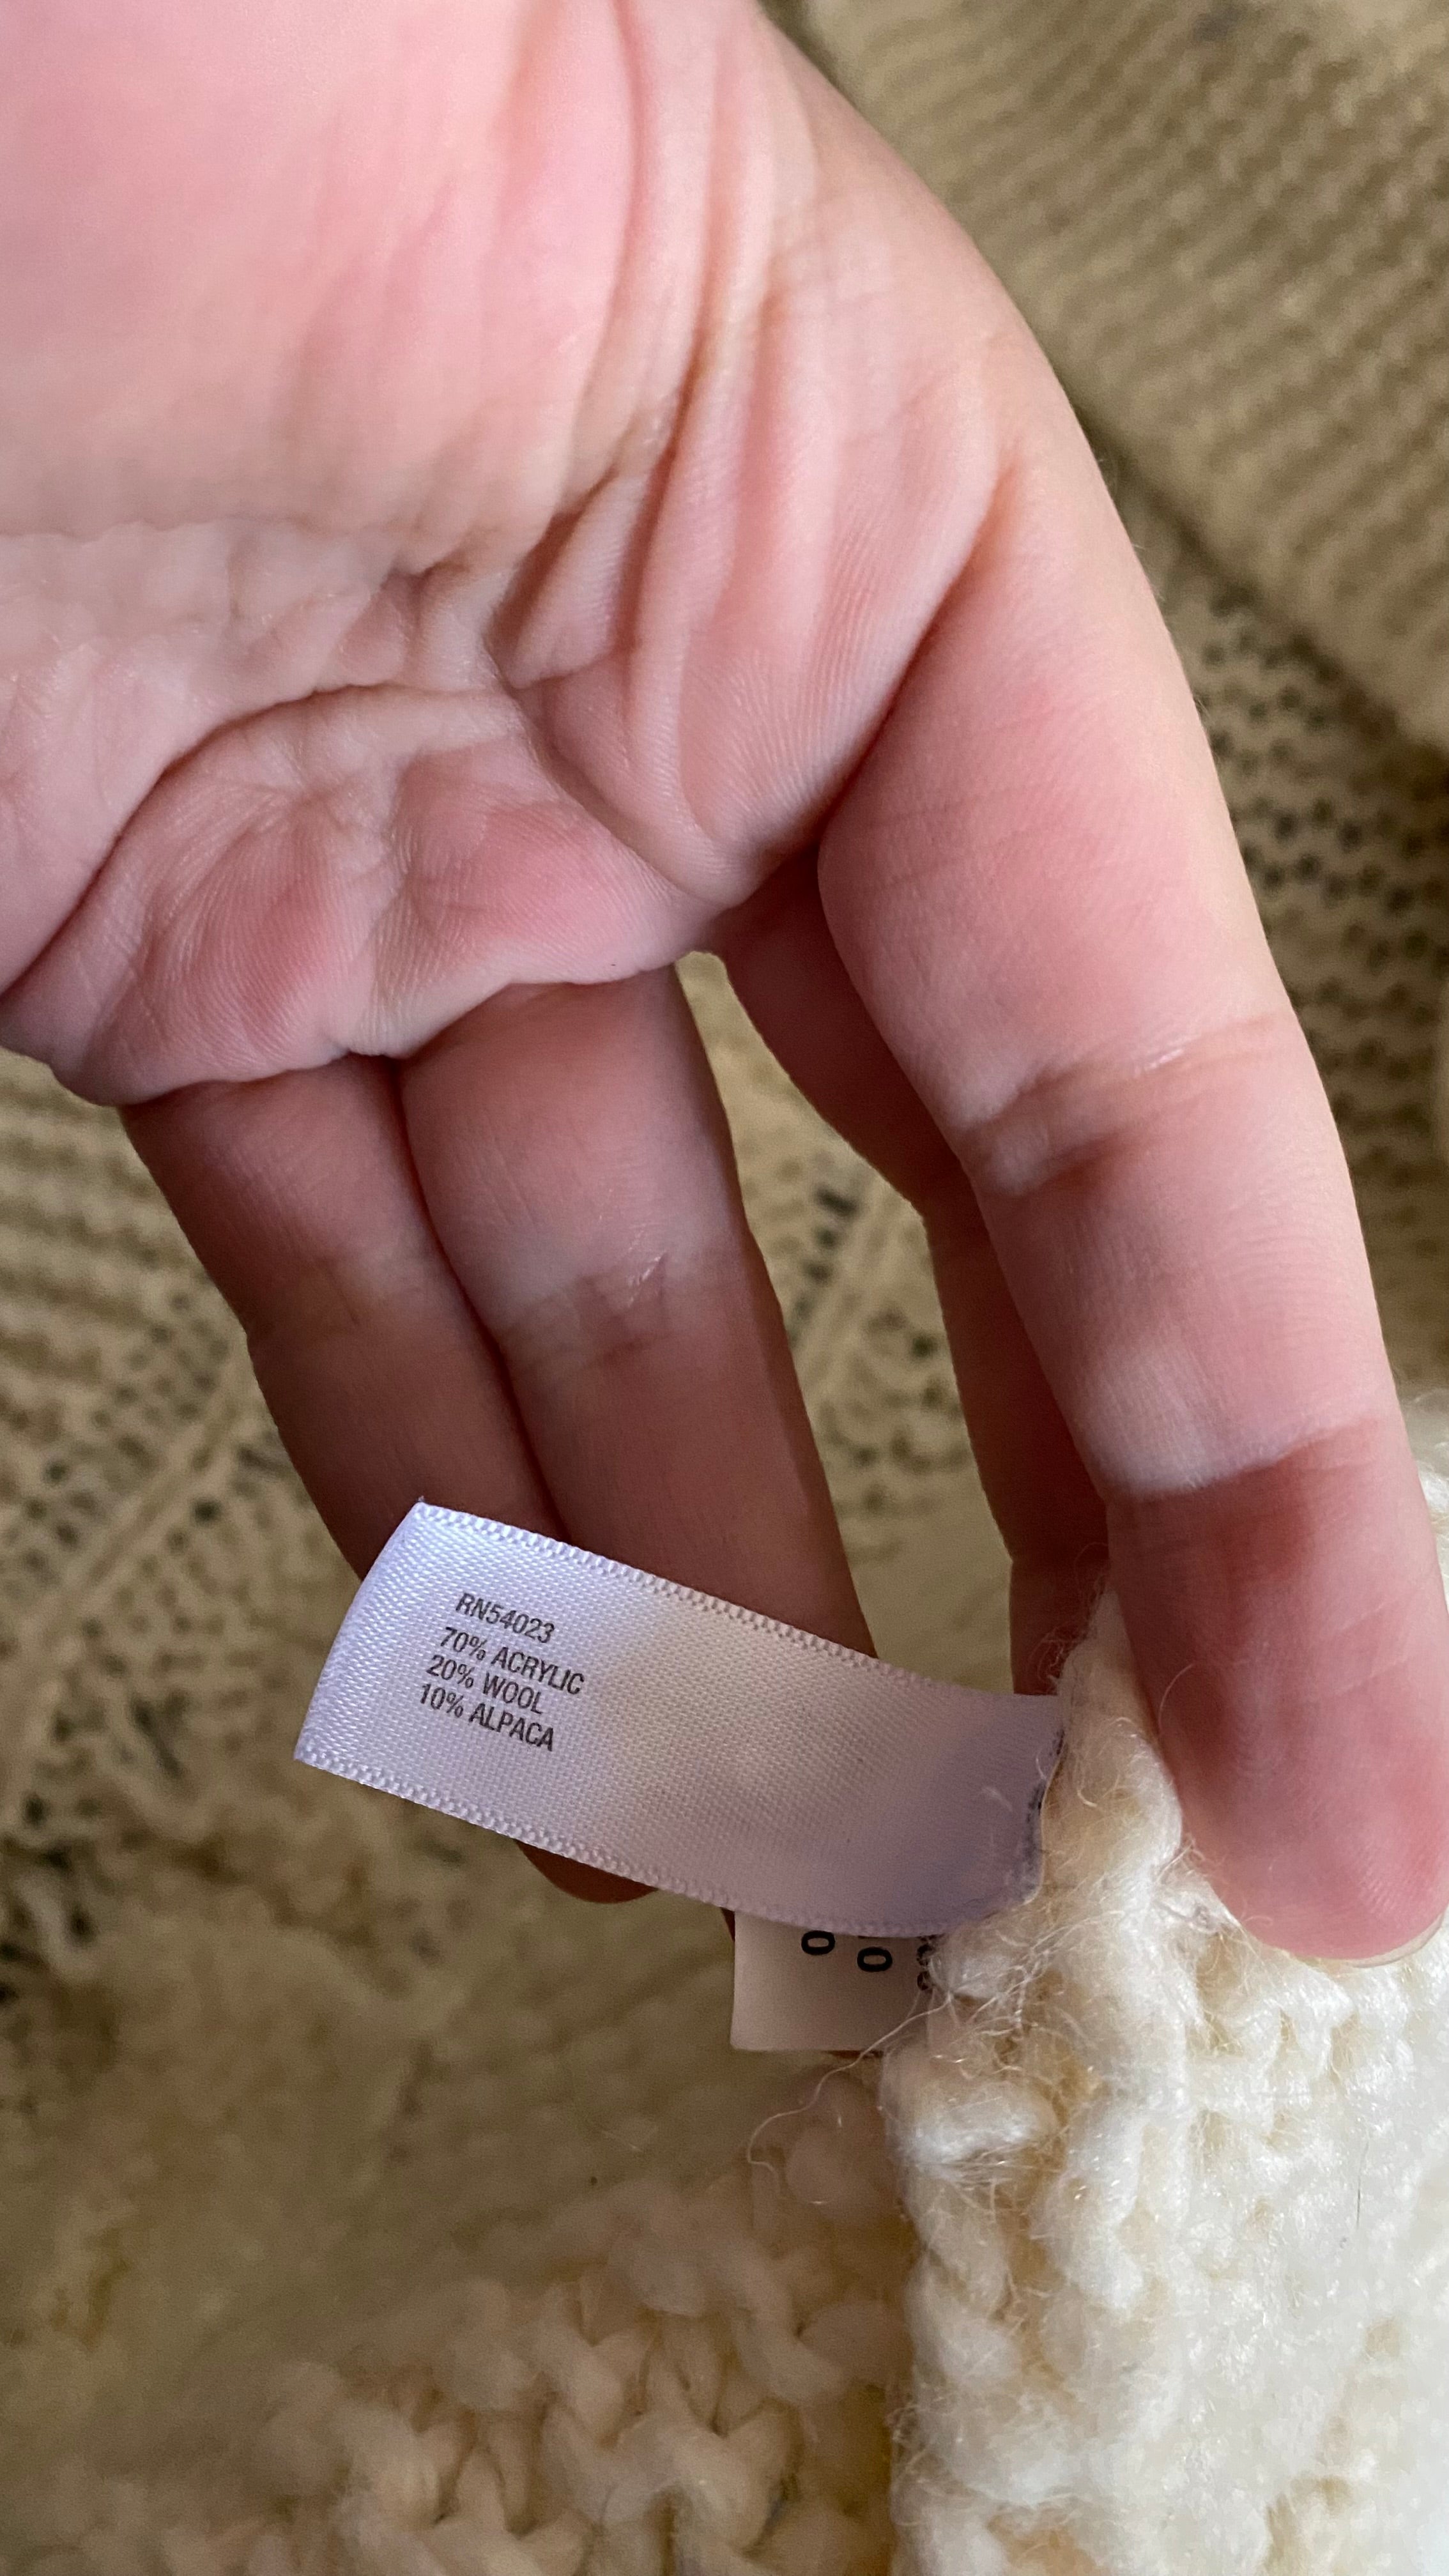 RN54023
70% ACRYLIC
20% WOOL
10% ALPACA